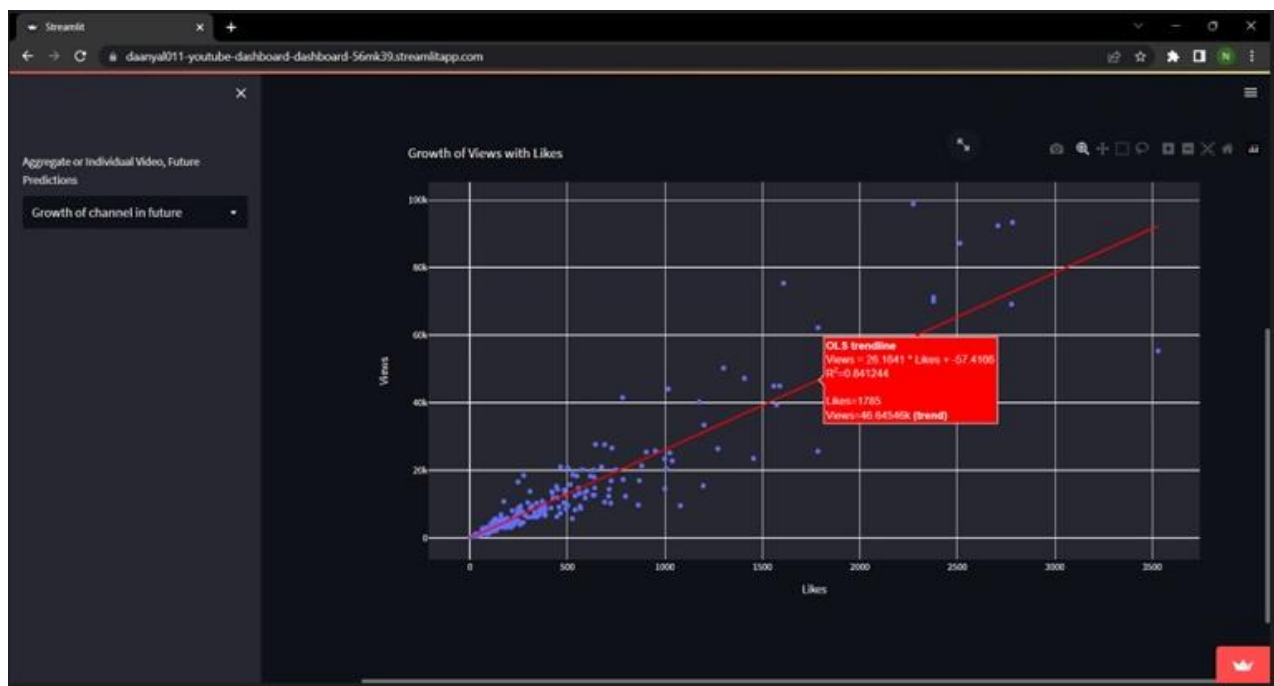 Streamlit
daanyal011-youtube-dashboard-dashboard-56mk39.streamlitapp.com
N
Aggregate or Individual Video, Future
Predictions
Growth of channel in future
Growth of Views with Likes
100k
80k
60k
40k
20k
0
Views
OLS trendline
Views = 26.1641 * Likes + -57.4166
R²=0.841244
Likes=1785
Views=46.64546k (trend)
0 500 1000 1500 2000 2500 3000 3500
Likes